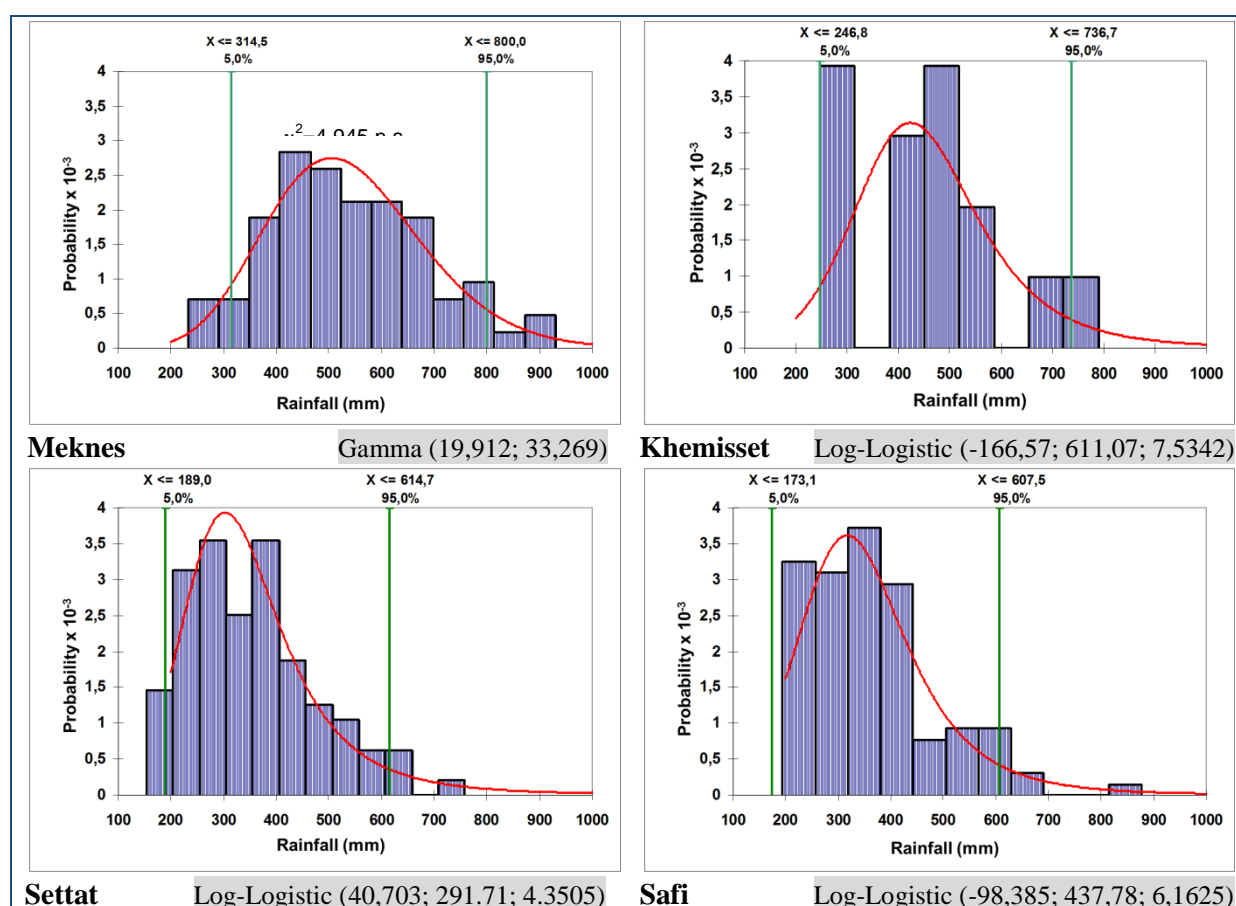 X <= 314,5 X <= 800,0
5,0% 95,0%
Probability x 10-3
4
3,5
3
2,5
2
1,5
1
0,5
0
100 200 300 400 500 600 700 800 900 1000
Rainfall (mm)
Meknes Gamma (19,912; 33,269)
X <= 246,8 X <= 736,7
5,0% 95,0%
Probability x 10-3
4
3,5
3
2,5
2
1,5
1
0,5
0
100 200 300 400 500 600 700 800 900 1000
Rainfall (mm)
Khemisset Log-Logistic (-166,57; 611,07; 7,5342)
X <= 189,0 X <= 614,7
5,0% 95,0%
Probability x 10-3
4
3,5
3
2,5
2
1,5
1
0,5
0
100 200 300 400 500 600 700 800 900 1000
Rainfall (mm)
Settat Log-Logistic (40,703; 291.71; 4.3505)
X <= 173,1 X <= 607,5
5,0% 95,0%
Probability x 10-3
4
3,5
3
2,5
2
1,5
1
0,5
0
100 200 300 400 500 600 700 800 900 1000
Rainfall (mm)
Safi Log-Logistic (-98,385; 437,78; 6,1625)